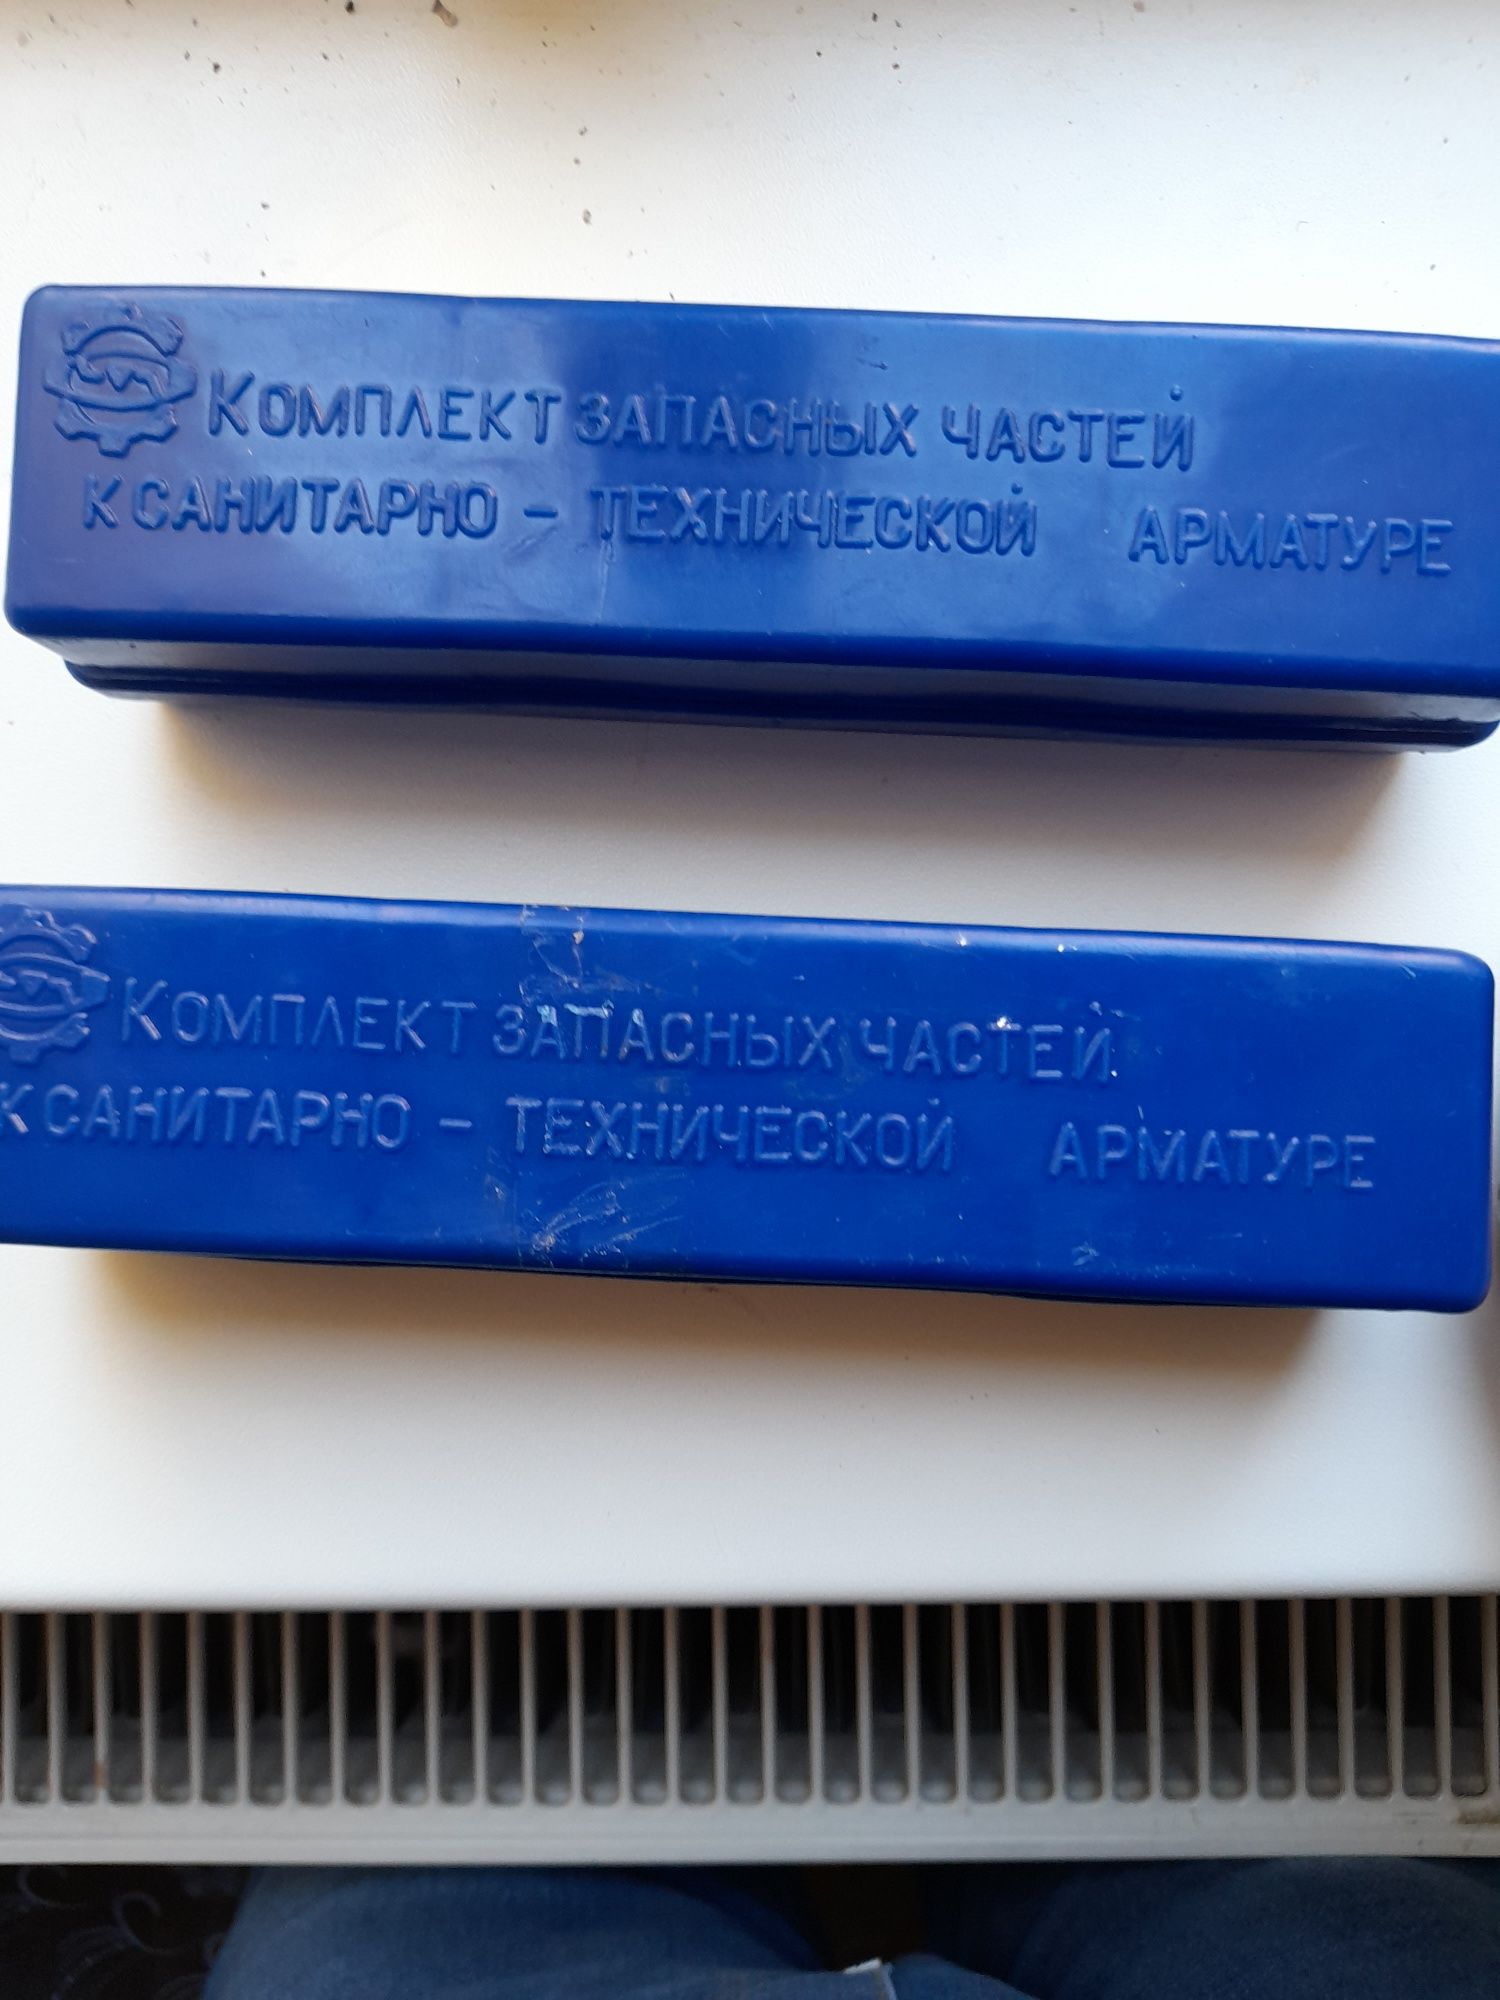 КОМПЛЕКТ ЗАПАСНЫХ ЧАСТЕЙ
К САНИТАРНО - ТЕХНИЧЕСКОЙ АРМАТУРЕ
КОМПЛЕКТ ЗАПАСНЫХ ЧАСТЕЙ
К САНИТАРНО - ТЕХНИЧЕСКОЙ АРМАТУРЕ